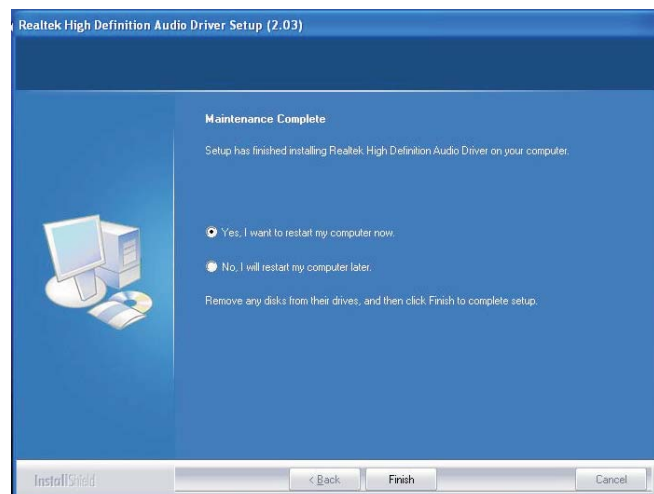 Realtek High Definition Audio Driver Setup (2.03)
Maintenance Complete
Setup has finished installing Realtek High Definition Audio Driver on your computer.
Yes, I want to restart my computer now.
No, I will restart my computer later.
Remove any disks from their drives, and then click Finish to complete setup.
InstallShield
< Back Finish Cancel